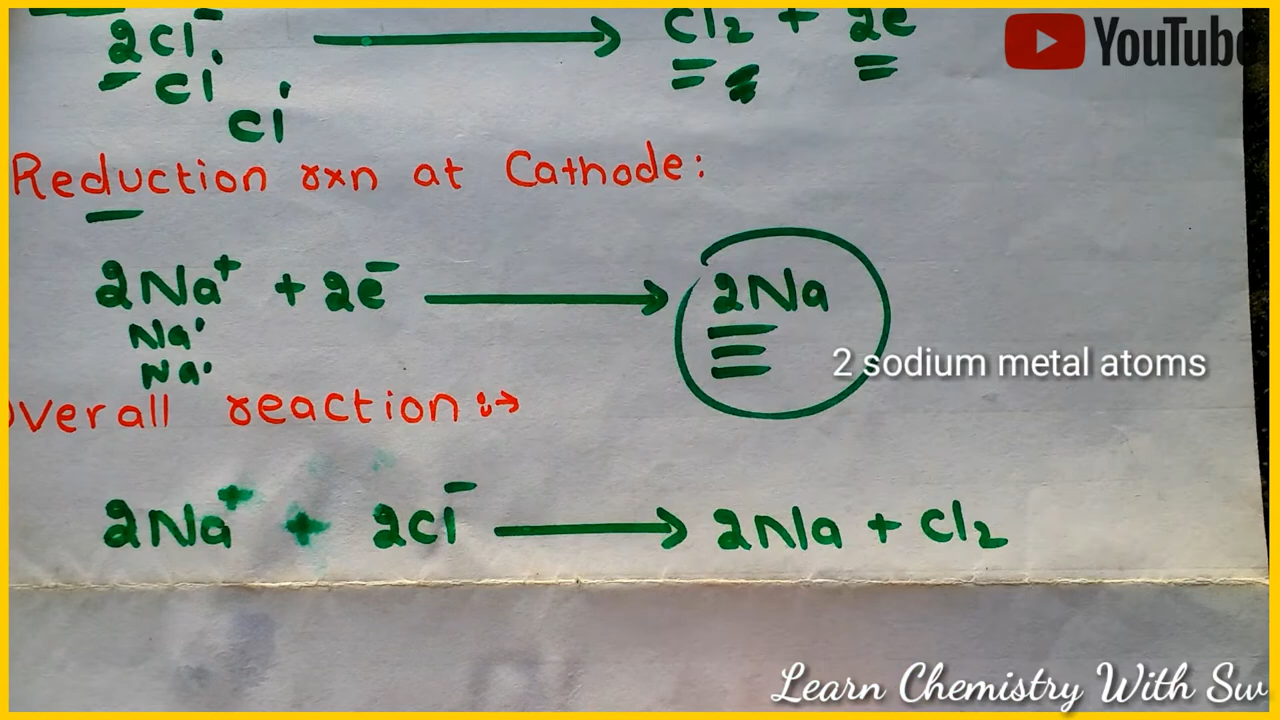 2Cl⁻ ⟶ Cl₂ + 2e
YouTube
Cl
Cl
Reduction rxn at Cathode:
2Na⁺ + 2e⁻ ⟶ 2Na
Na
Na
2 sodium metal atoms
overall reaction :→
2Na⁺ + 2Cl⁻ ⟶ 2Na + Cl₂
Learn Chemistry With Sw